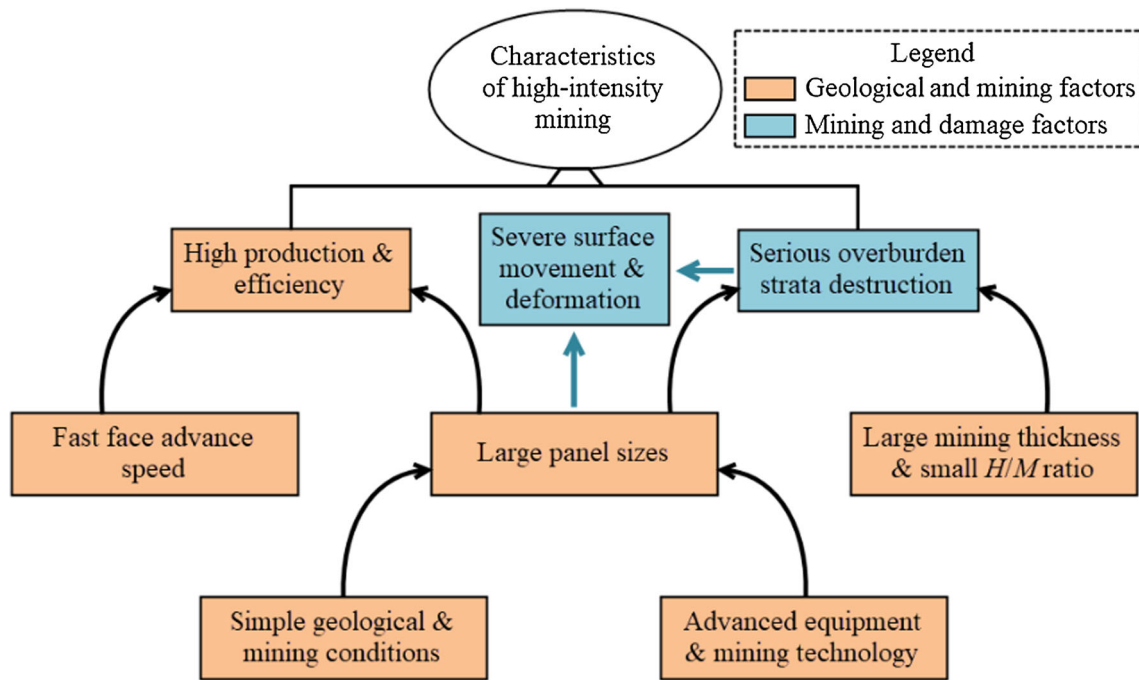 Characteristics
of high-intensity
mining
Legend
Geological and mining factors
Mining and damage factors
High production &
efficiency
Severe surface
movement &
deformation
Serious overburden
strata destruction
Fast face advance
speed
Large panel sizes
Large mining thickness
& small H/M ratio
Simple geological &
mining conditions
Advanced equipment
& mining technology